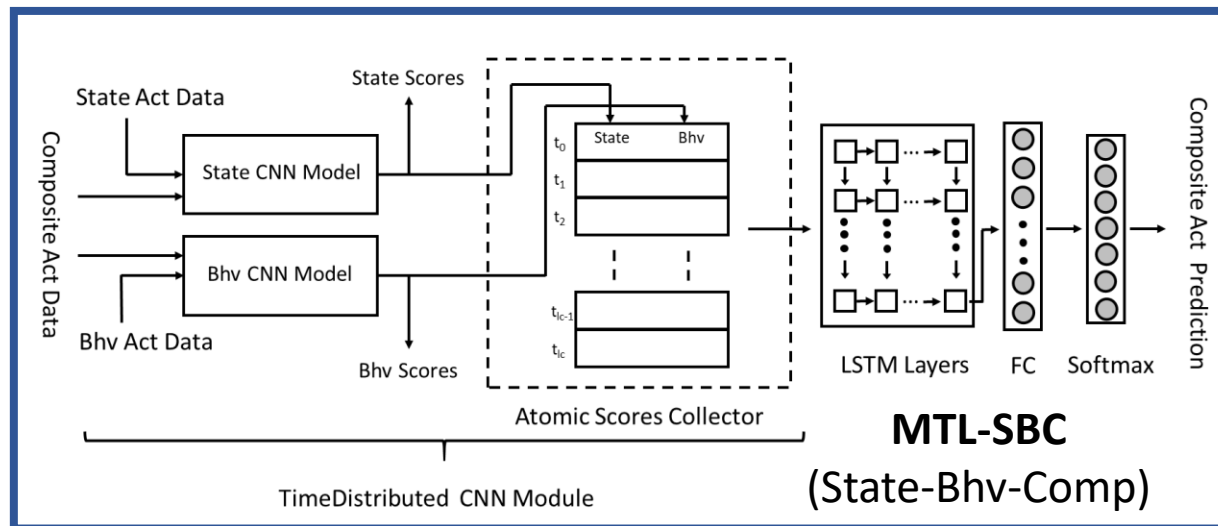 State Scores
State Act Data
Composite Act Data
State CNN Model
Bhv CNN Model
Bhv Act Data
Bhv Scores
State Bhv
t0
t1
t2
tlc-1
tlc
Atomic Scores Collector
TimeDistributed CNN Module
LSTM Layers
FC
Softmax
Composite Act Prediction
MTL-SBC
(State-Bhv-Comp)